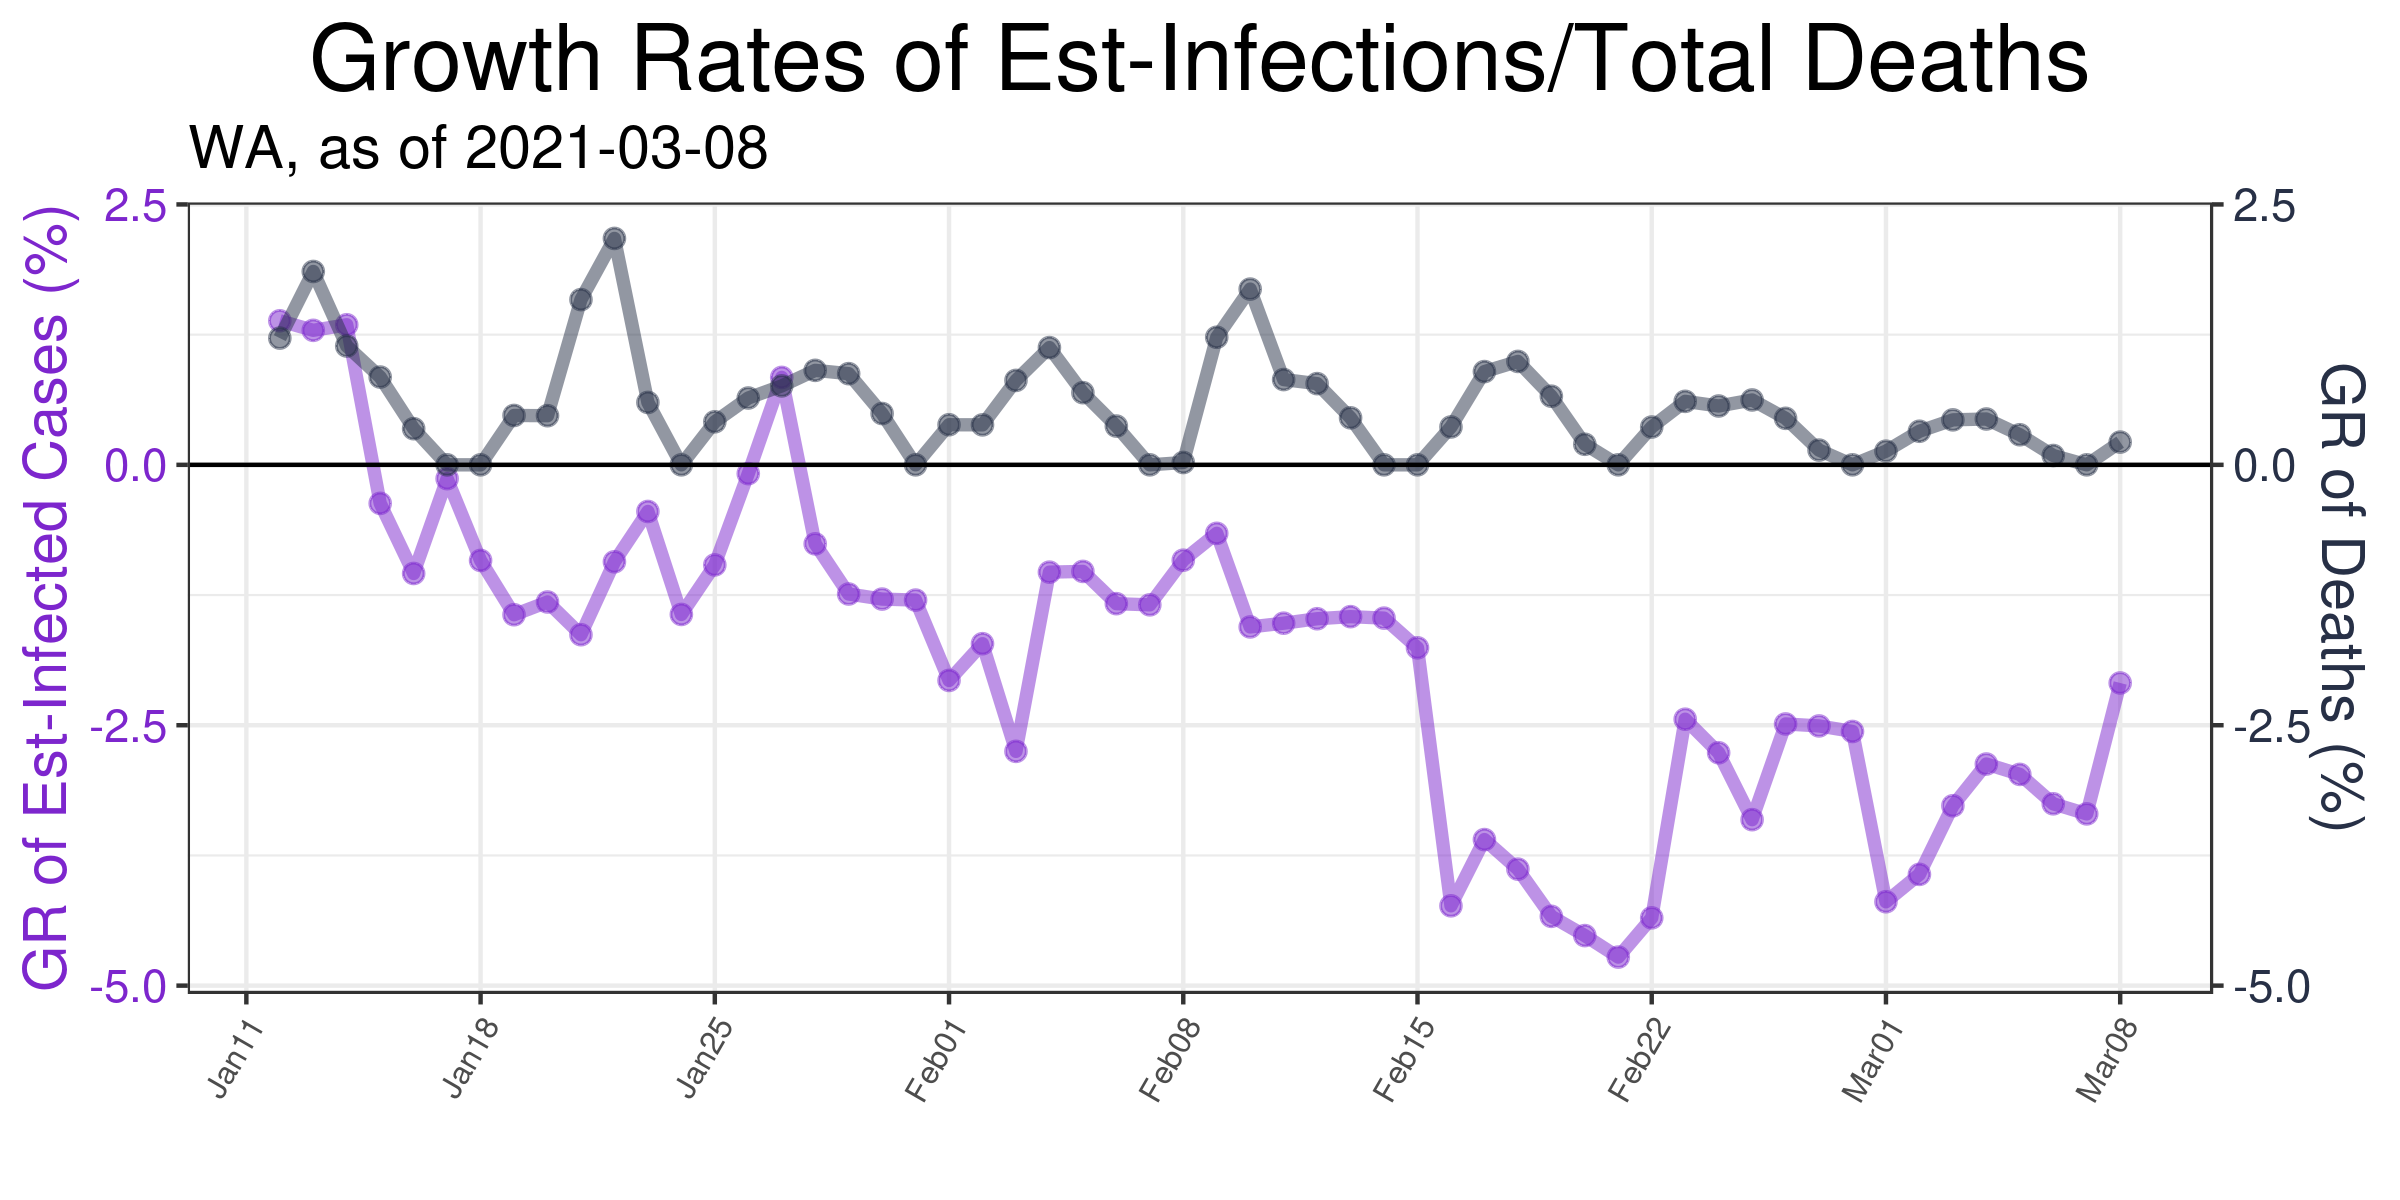 Growth Rates of Est-Infections/Total Deaths
WA, as of 2021-03-08
GR of Est-Infected Cases (%)
2.5
0.0
-2.5
-5.0
2.5
0.0
-2.5
-5.0
GR of Deaths (%)
Jan11
Jan18
Jan25
Feb01
Feb08
Feb15
Feb22
Mar01
Mar08